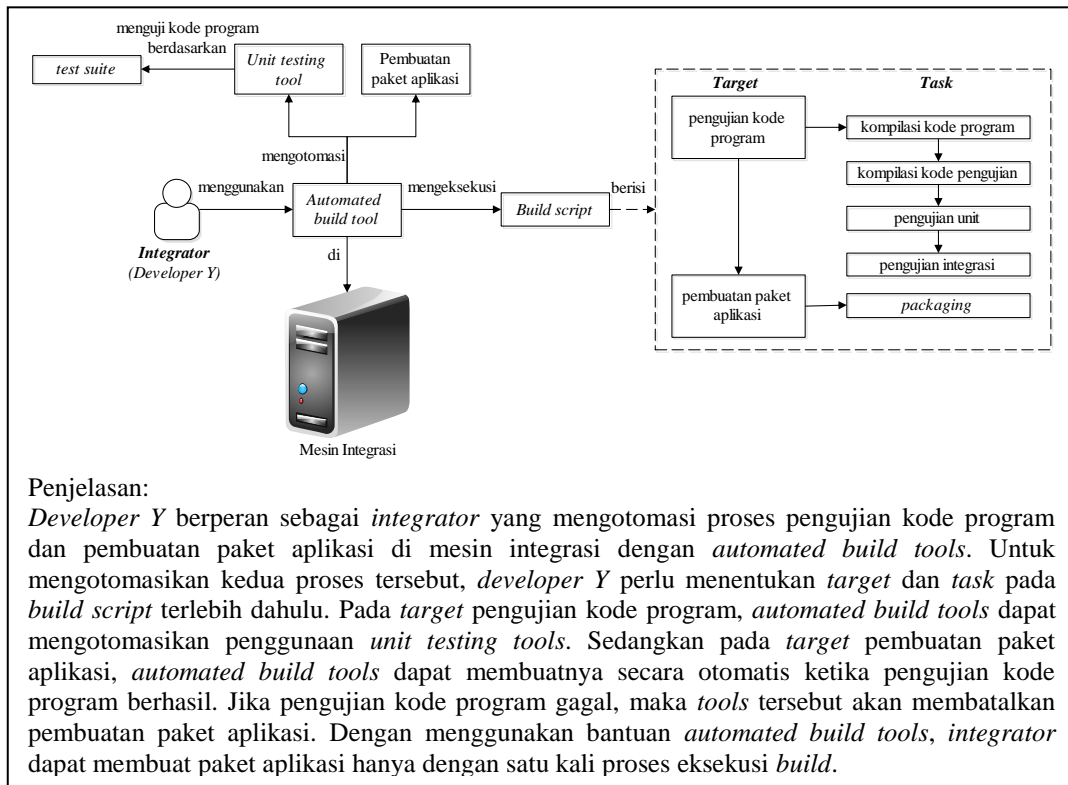 menguji kode program
berdasarkan
test suite
Unit testing
tool
Pembuatan
paket aplikasi
mengotomasi
menggunakan
Automated
build tool
mengeksekusi
Build script
berisi
Integrator
(Developer Y)
di
Mesin Integrasi
Target
Task
pengujian kode
program
kompilasi kode program
kompilasi kode pengujian
pengujian unit
pengujian integrasi
pembuatan paket
aplikasi
packaging
Penjelasan:
Developer Y berperan sebagai integrator yang mengotomasi proses pengujian kode program
dan pembuatan paket aplikasi di mesin integrasi dengan automated build tools. Untuk
mengotomasikan kedua proses tersebut, developer Y perlu menentukan target dan task pada
build script terlebih dahulu. Pada target pengujian kode program, automated build tools dapat
mengotomasikan penggunaan unit testing tools. Sedangkan pada target pembuatan paket
aplikasi, automated build tools dapat membuatnya secara otomatis ketika pengujian kode
program berhasil. Jika pengujian kode program gagal, maka tools tersebut akan membatalkan
pembuatan paket aplikasi. Dengan menggunakan bantuan automated build tools, integrator
dapat membuat paket aplikasi hanya dengan satu kali proses eksekusi build.